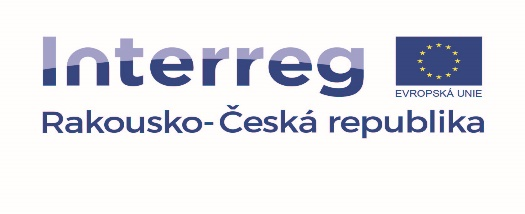 Interreg
EVROPSKÁ UNIE
Rakousko-Česká republika